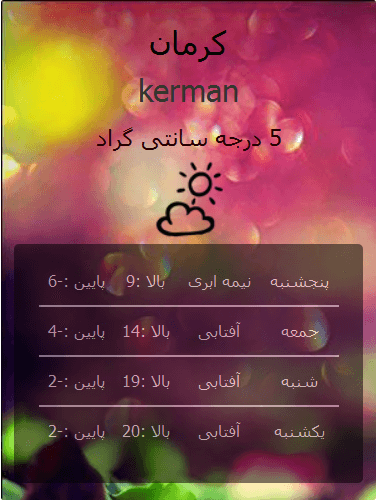 کرمان
kerman
5 درجه سانتی گراد
پنجشنبه نیمه ابری بالا :9 پایین :-6
جمعه آفتابی بالا :14 پایین :-4
شنبه آفتابی بالا :19 پایین :-2
یکشنبه آفتابی بالا :20 پایین :-2